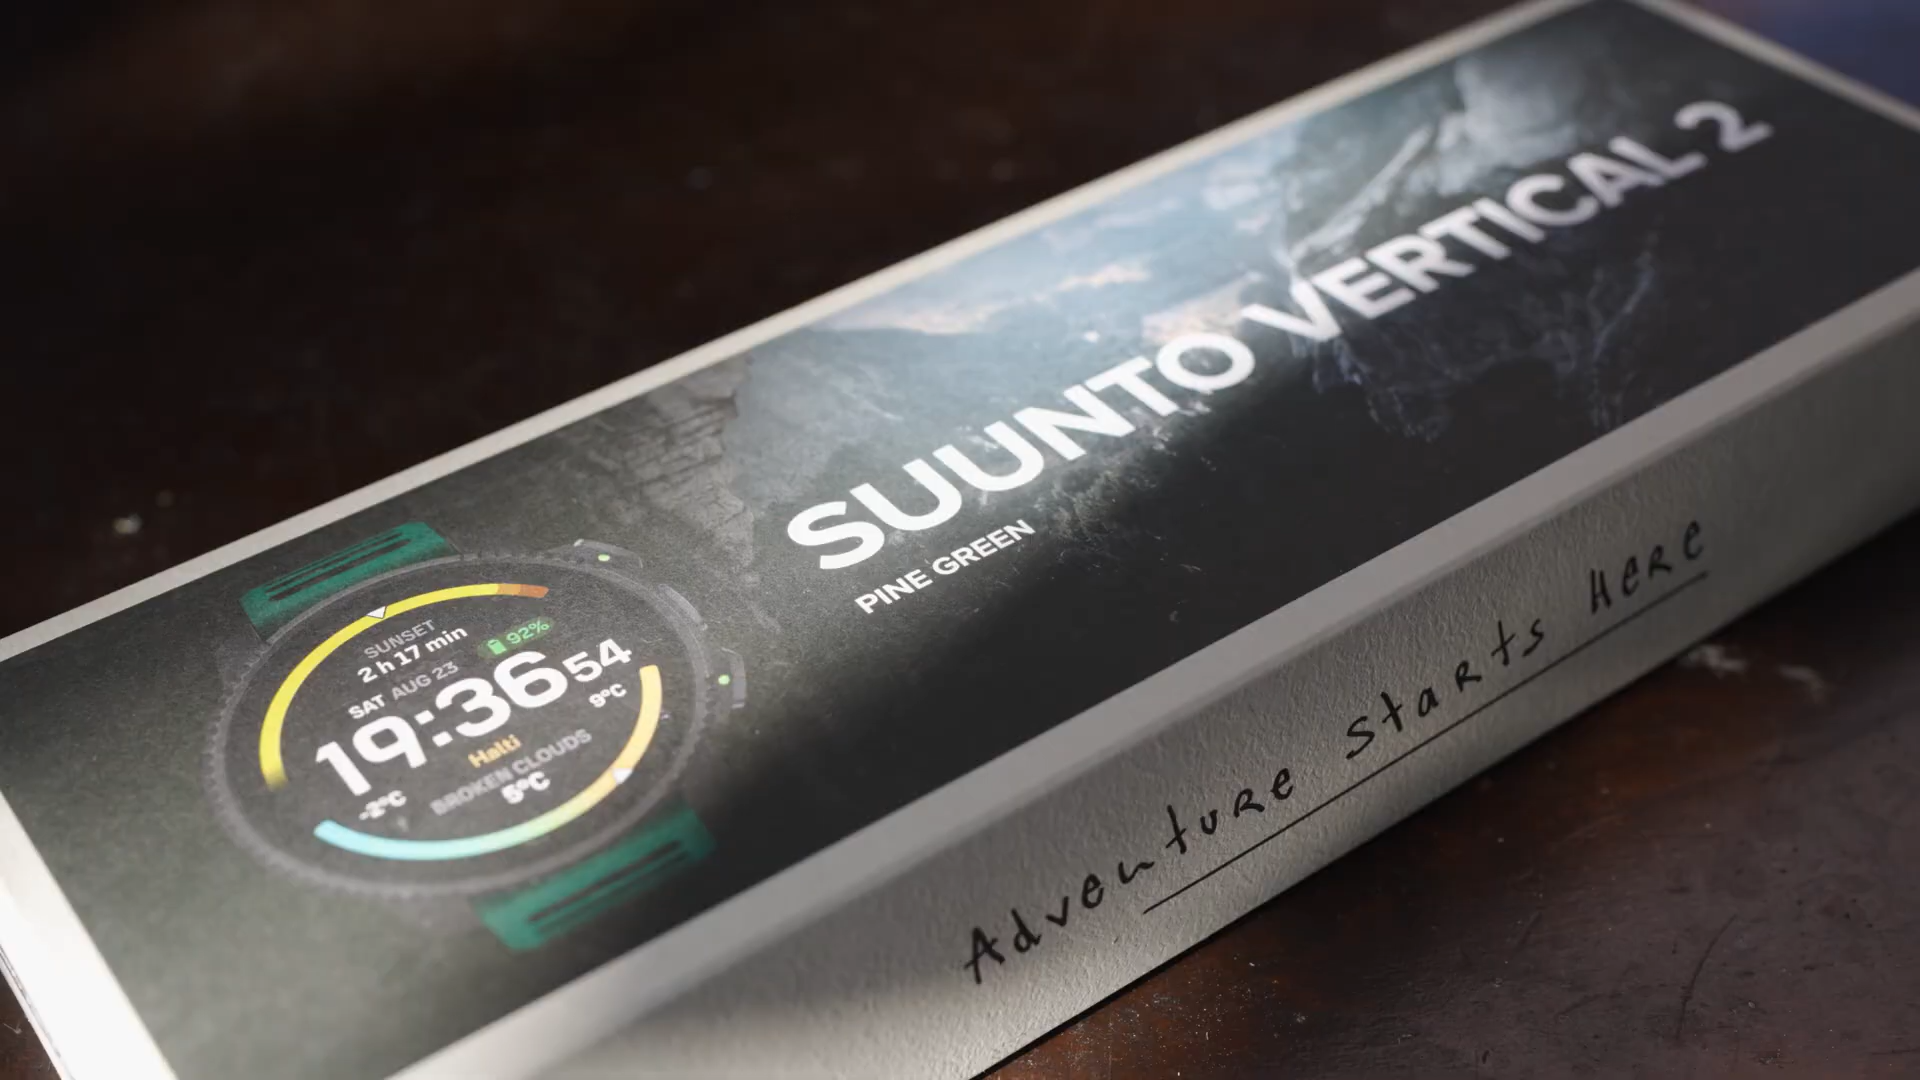 SUUNTO VERTICAL 2
PINE GREEN
SUNSET
2 h 17 min
92%
SAT AUG 23
19:36 54
9°C
Halti
BROKEN CLOUDS
-2°C
5°C
Adventure Starts Here